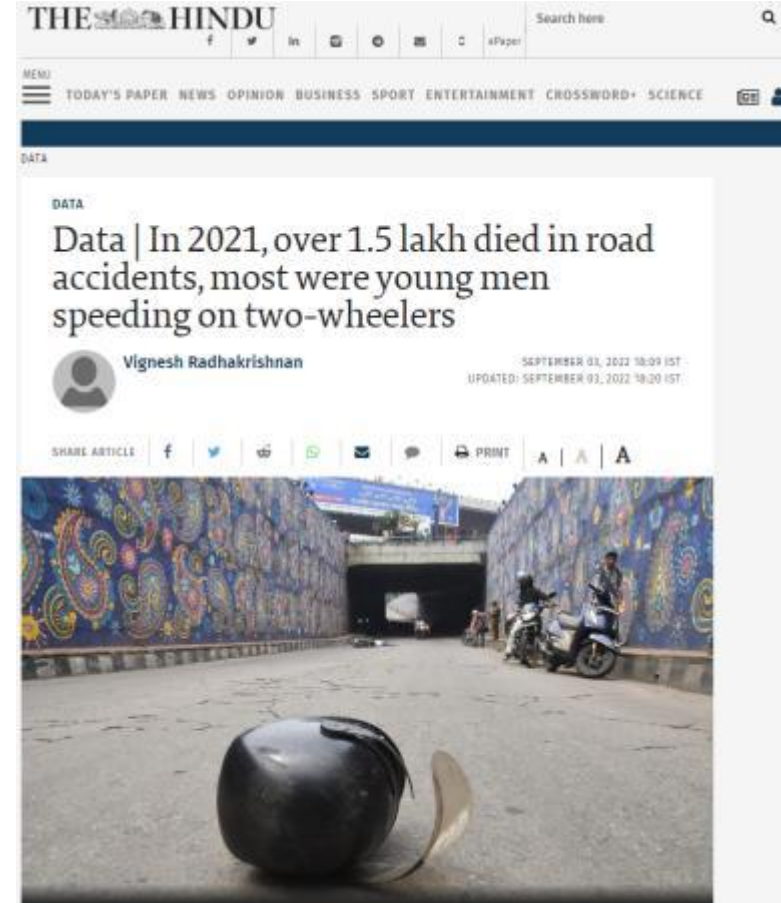 THE HINDU
Search here
ePaper
MENU
TODAY'S PAPER NEWS OPINION BUSINESS SPORT ENTERTAINMENT CROSSWORD+ SCIENCE
DATA
DATA
Data | In 2021, over 1.5 lakh died in road
accidents, most were young men
speeding on two-wheelers
Vignesh Radhakrishnan
SEPTEMBER 03, 2022 18:09 IST
UPDATED: SEPTEMBER 03, 2022 18:20 IST
SHARE ARTICLE
PRINT
A | A | A